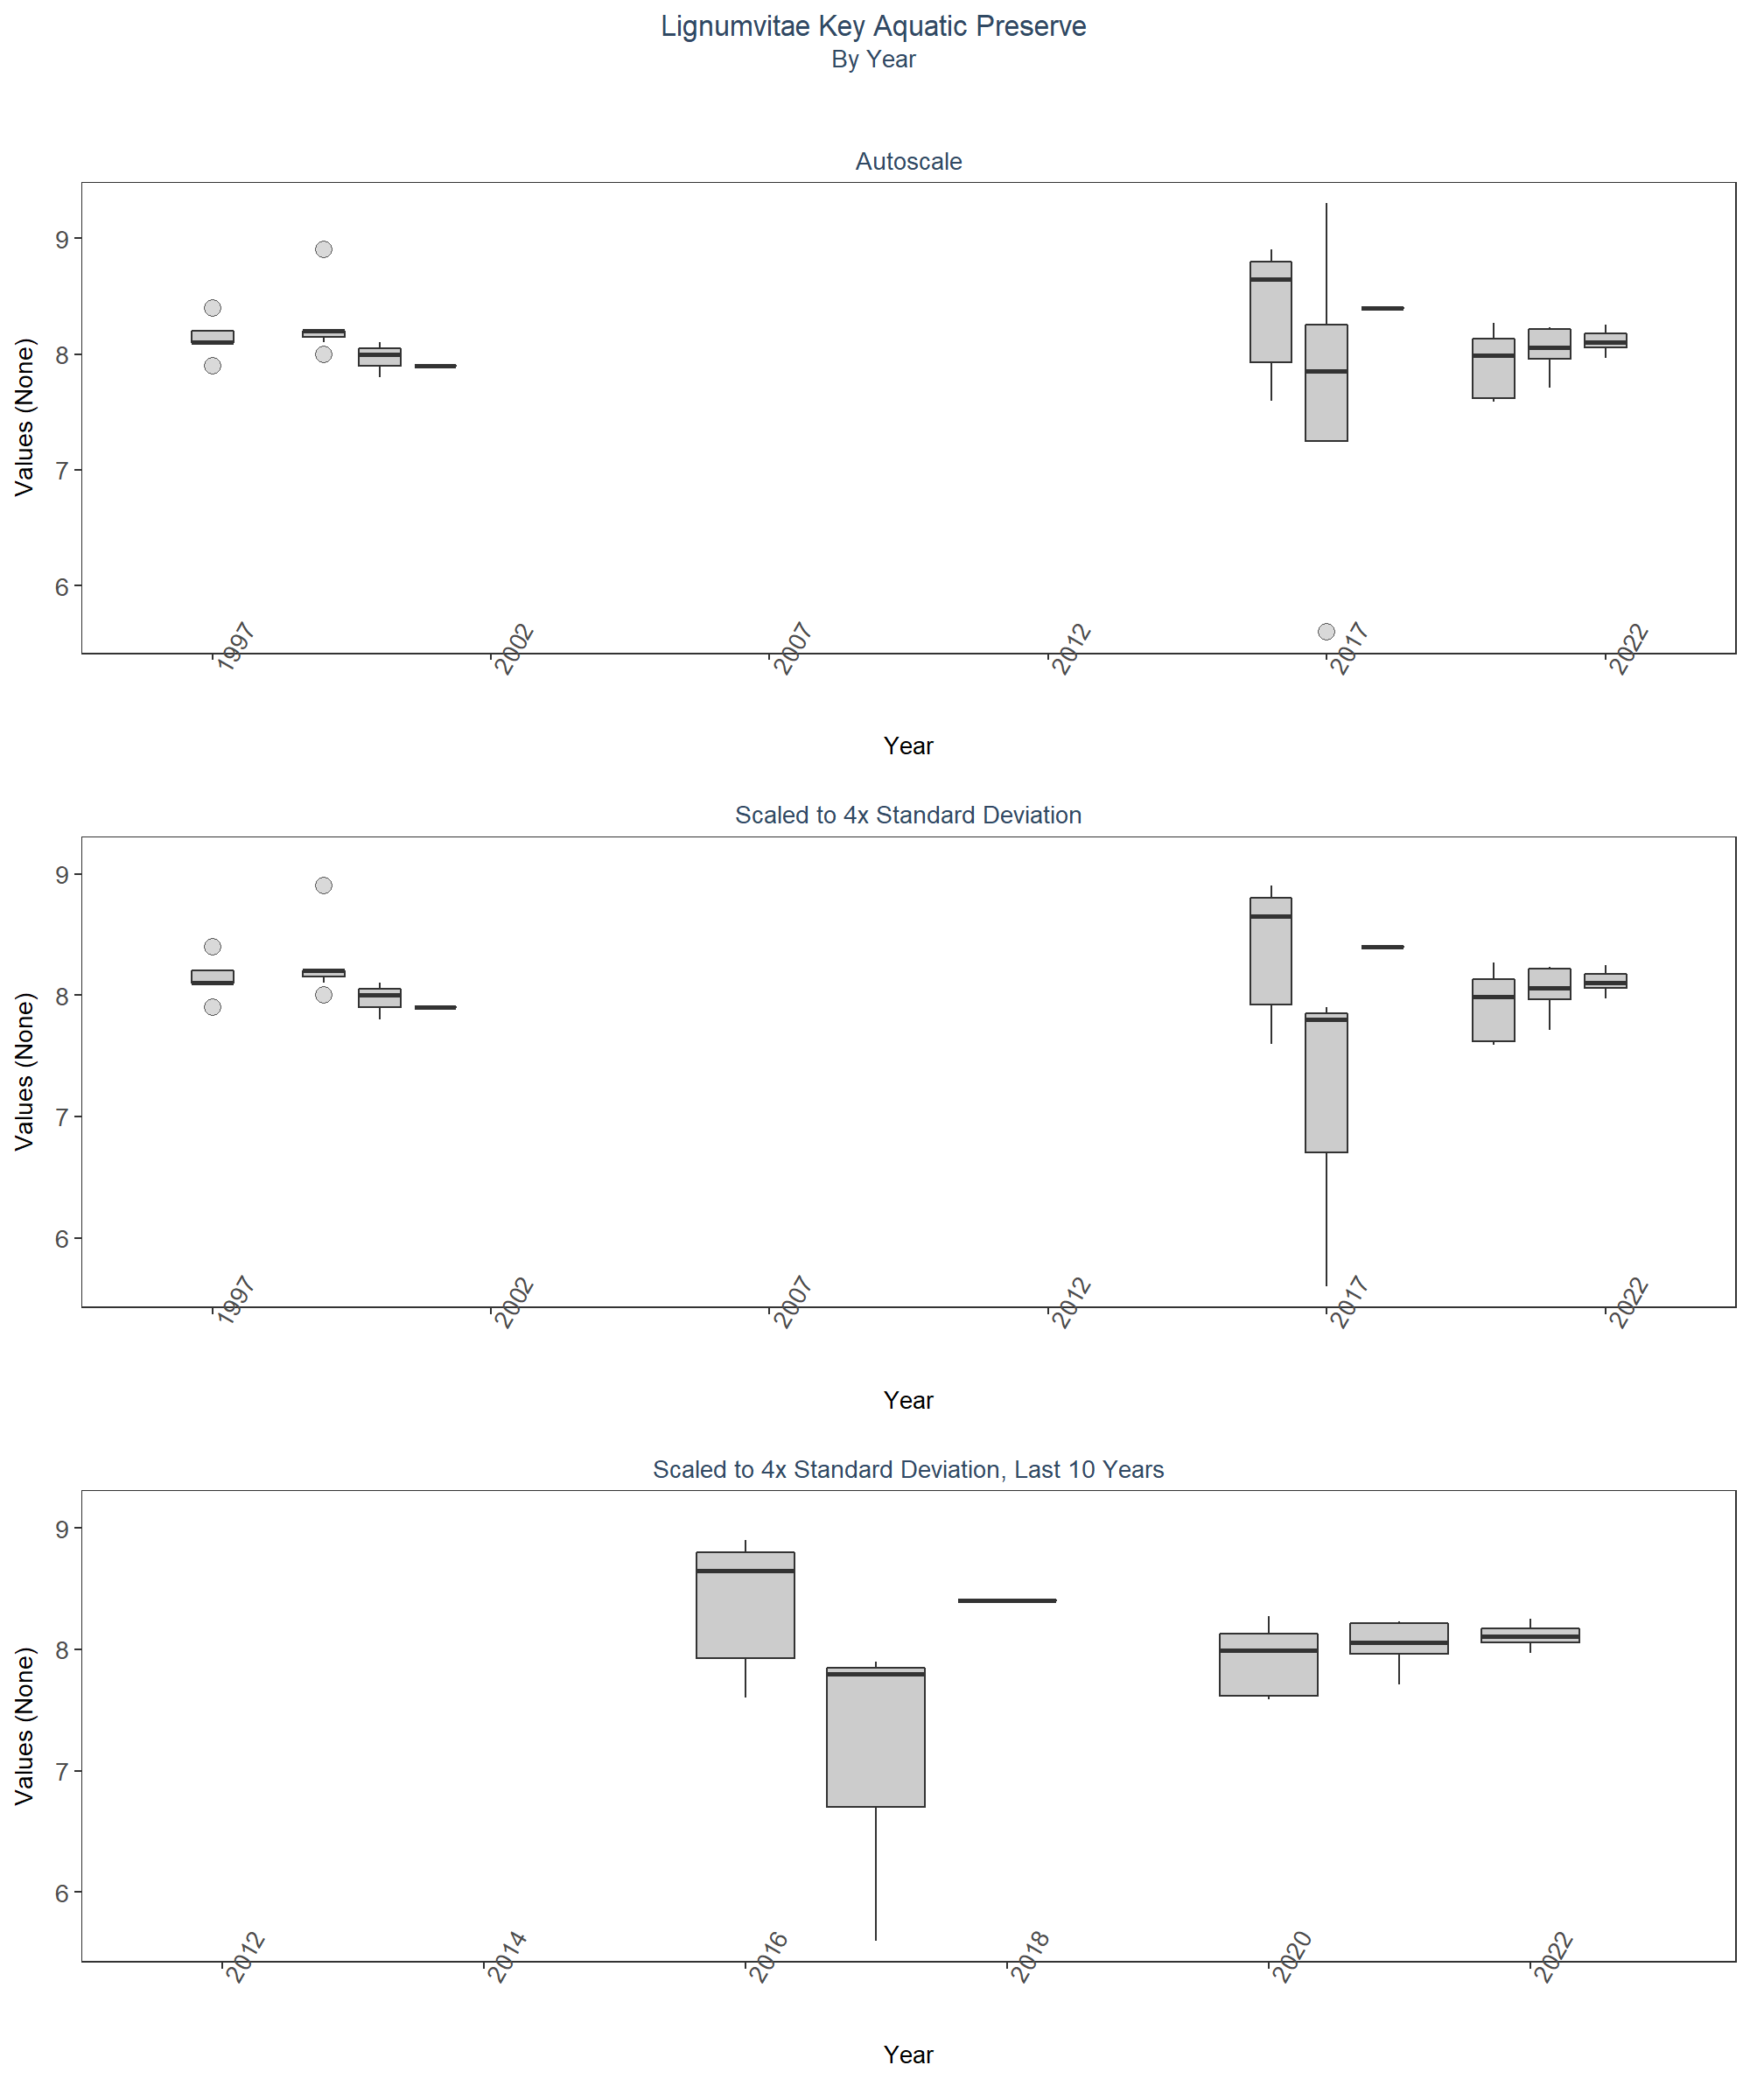 Lignumvitae Key Aquatic Preserve
By Year
Autoscale
Values (None)
9
8
7
6
1997 2002 2007 2012 2017 2022
Year
Scaled to 4x Standard Deviation
Values (None)
9
8
7
6
1997 2002 2007 2012 2017 2022
Year
Scaled to 4x Standard Deviation, Last 10 Years
Values (None)
9
8
7
6
2012 2014 2016 2018 2020 2022
Year